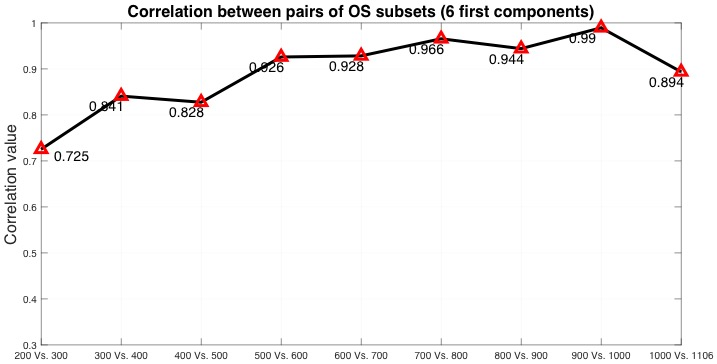 Correlation between pairs of OS subsets (6 first components)
Correlation value
1
0.9
0.8
0.7
0.6
0.5
0.4
0.3
0.725
0.841
0.828
0.926
0.928
0.966
0.944
0.99
0.894
200 Vs. 300
300 Vs. 400
400 Vs. 500
500 Vs. 600
600 Vs. 700
700 Vs. 800
800 Vs. 900
900 Vs. 1000
1000 Vs. 1106